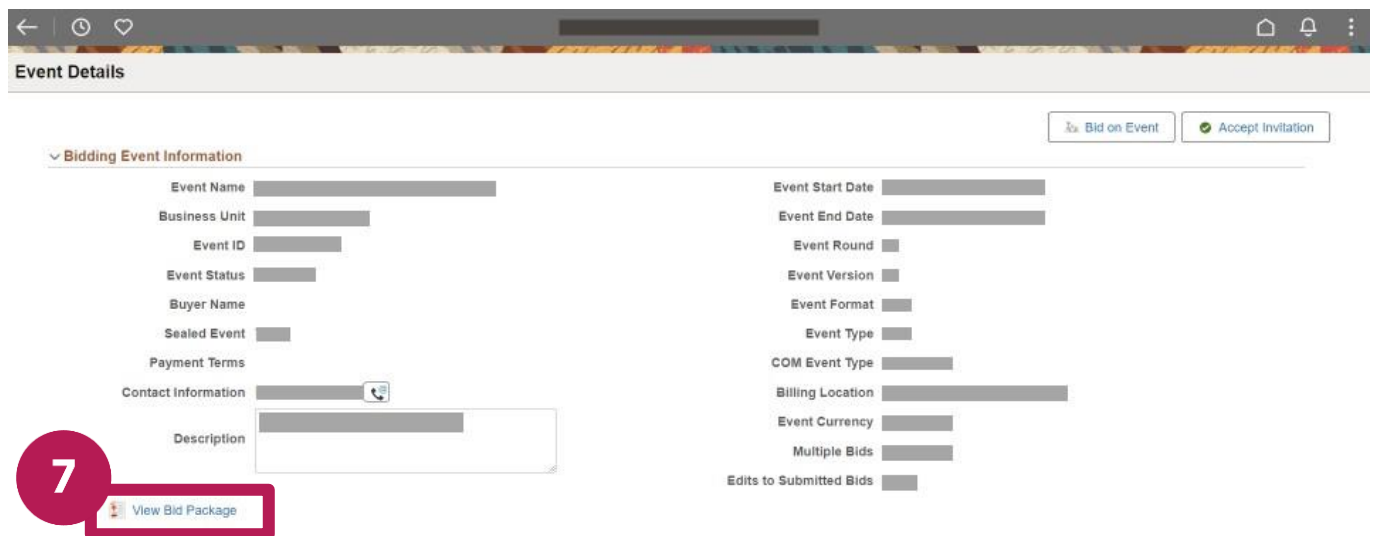 Event Details
Bid on Event
Accept Invitation
Bidding Event Information
Event Name
Business Unit
Event ID
Event Status
Buyer Name
Sealed Event
Payment Terms
Contact Information
Description
Event Start Date
Event End Date
Event Round
Event Version
Event Format
Event Type
COM Event Type
Billing Location
Event Currency
Multiple Bids
Edits to Submitted Bids
7
View Bid Package